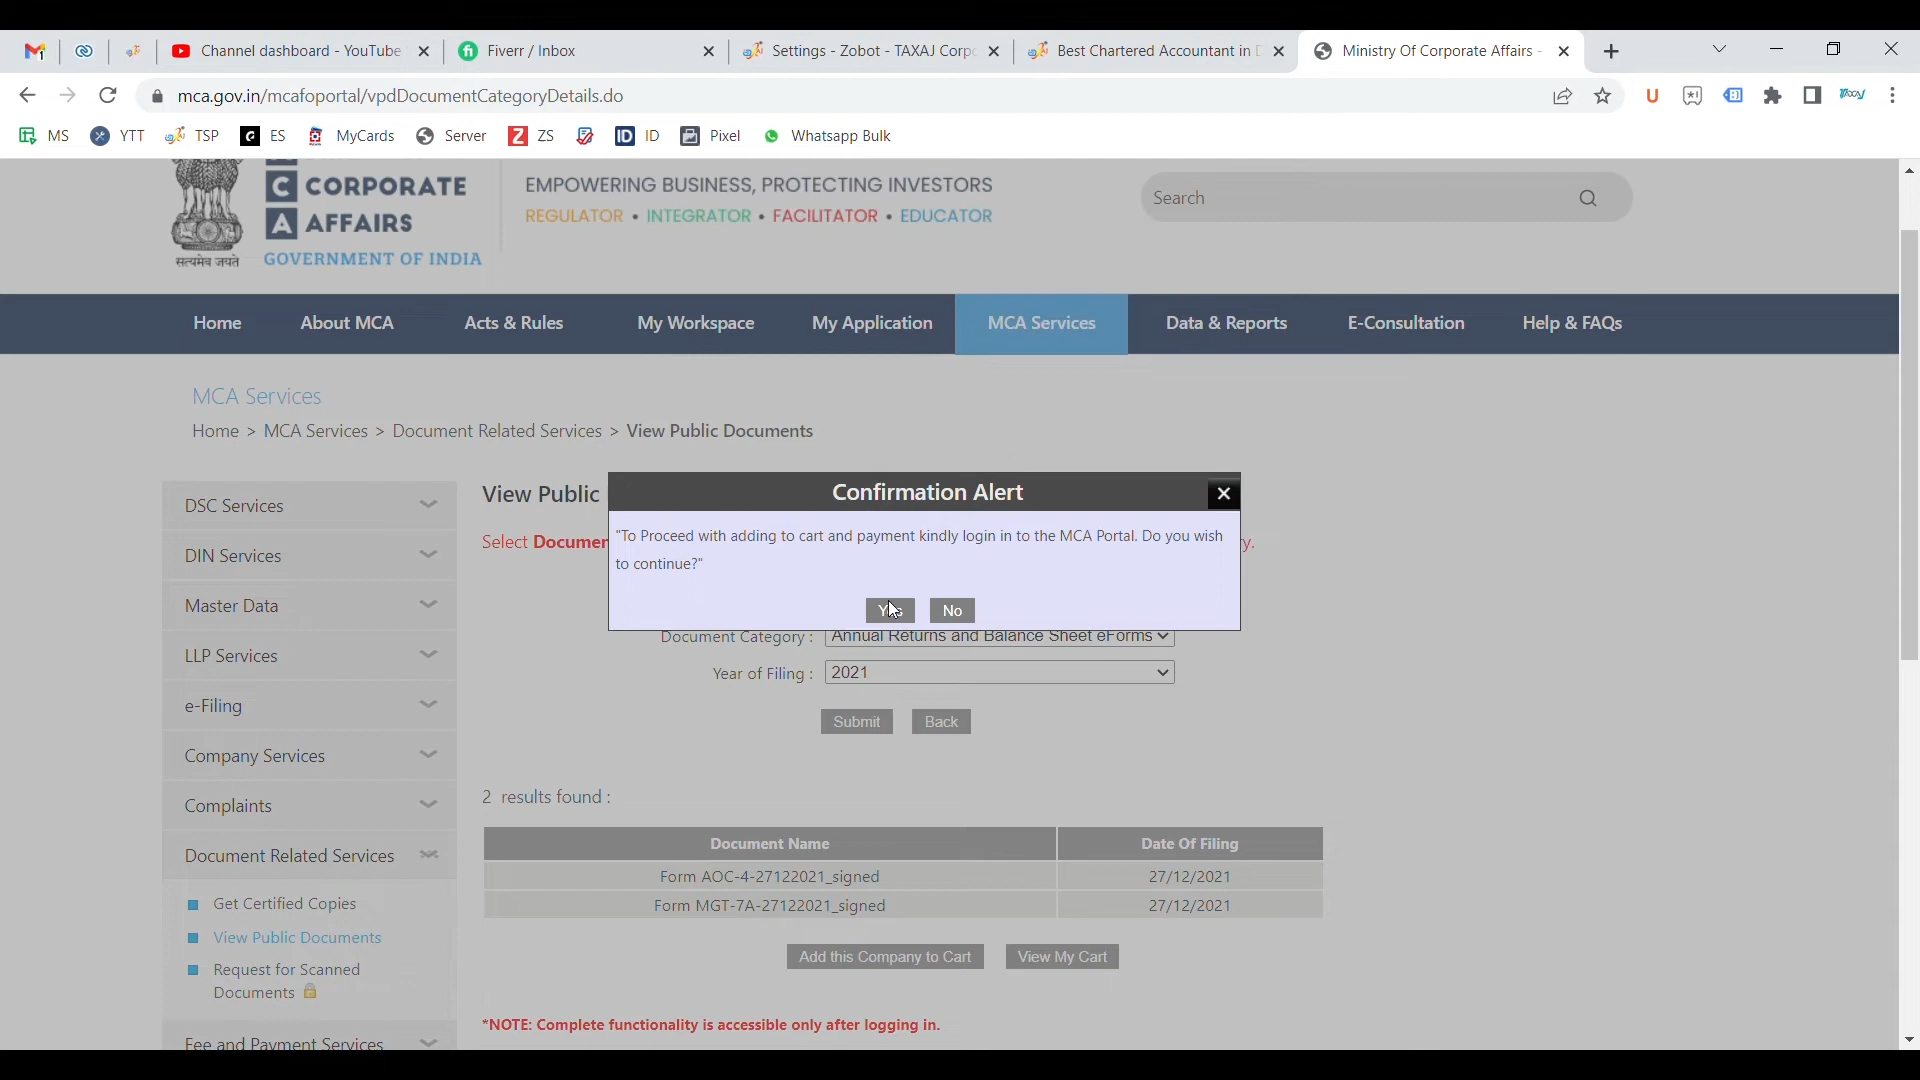 Channel dashboard - YouTube
Fiverr / Inbox
Settings - Zobot - TAXAJ Corpo
Best Chartered Accountant in D
Ministry Of Corporate Affairs -
mca.gov.in/mcafoportal/vpdDocumentCategoryDetails.do
MS
YTT
TSP
ES
MyCards
Server
Z ZS
ID ID
Pixel
Whatsapp Bulk
C CORPORATE
A AFFAIRS
GOVERNMENT OF INDIA
सत्यमेव जयते
EMPOWERING BUSINESS, PROTECTING INVESTORS
REGULATOR • INTEGRATOR • FACILITATOR • EDUCATOR
Search
Home About MCA Acts & Rules My Workspace My Application MCA Services Data & Reports E-Consultation Help & FAQs
MCA Services
Home > MCA Services > Document Related Services > View Public Documents
DSC Services
DIN Services
Master Data
LLP Services
e-Filing
Company Services
Complaints
Document Related Services
Get Certified Copies
View Public Documents
Request for Scanned
Documents
Fee and Payment Services
View Public
Select Documen
y.
Confirmation Alert
"To Proceed with adding to cart and payment kindly login in to the MCA Portal. Do you wish
to continue?"
Yes No
Document Category : Annual Returns and Balance Sheet eForms
Year of Filing : 2021
Submit Back
2 results found :
Document Name Date Of Filing
Form AOC-4-27122021_signed 27/12/2021
Form MGT-7A-27122021_signed 27/12/2021
Add this Company to Cart View My Cart
*NOTE: Complete functionality is accessible only after logging in.